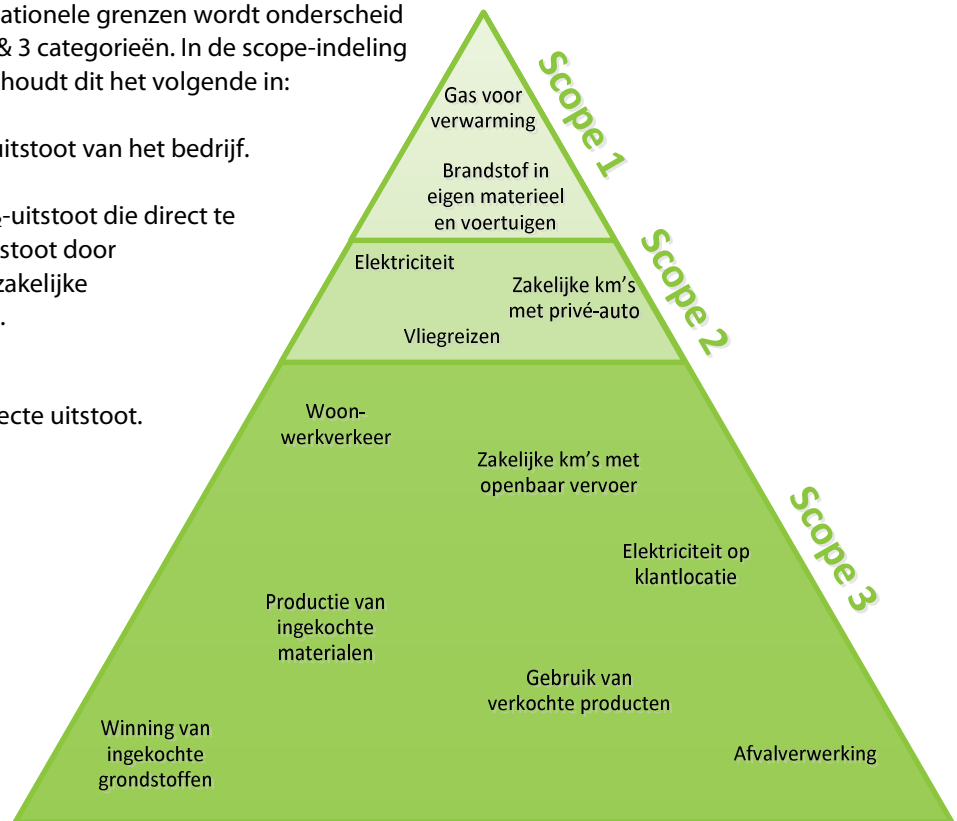 ationele grenzen wordt onderscheid
& 3 categorieën. In de scope-indeling
houdt dit het volgende in:
uitstoot van het bedrijf.
₂-uitstoot die direct te
stoot door
zakelijke
.
ecte uitstoot.
Scope 1
Gas voor
verwarming
Brandstof in
eigen materieel
en voertuigen
Scope 2
Elektriciteit
Zakelijke km's
met privé-auto
Vliegreizen
Scope 3
Woon-
werkverkeer
Zakelijke km's met
openbaar vervoer
Elektriciteit op
klantlocatie
Productie van
ingekochte
materialen
Gebruik van
verkochte producten
Winning van
ingekochte
grondstoffen
Afvalverwerking